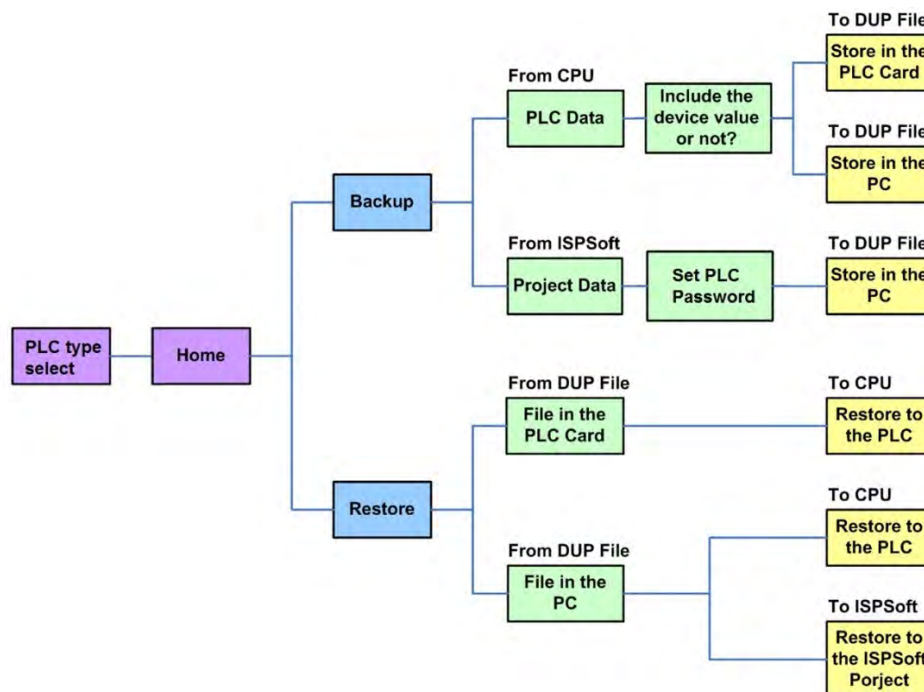 PLC type
select
Home
Backup
From CPU
PLC Data
Include the
device value
or not?
To DUP File
Store in the
PLC Card
To DUP File
Store in the
PC
From ISPSoft
Project Data
Set PLC
Password
To DUP File
Store in the
PC
Restore
From DUP File
File in the
PLC Card
To CPU
Restore to
the PLC
From DUP File
File in the
PC
To CPU
Restore to
the PLC
To ISPSoft
Restore to
the ISPSoft
Porject